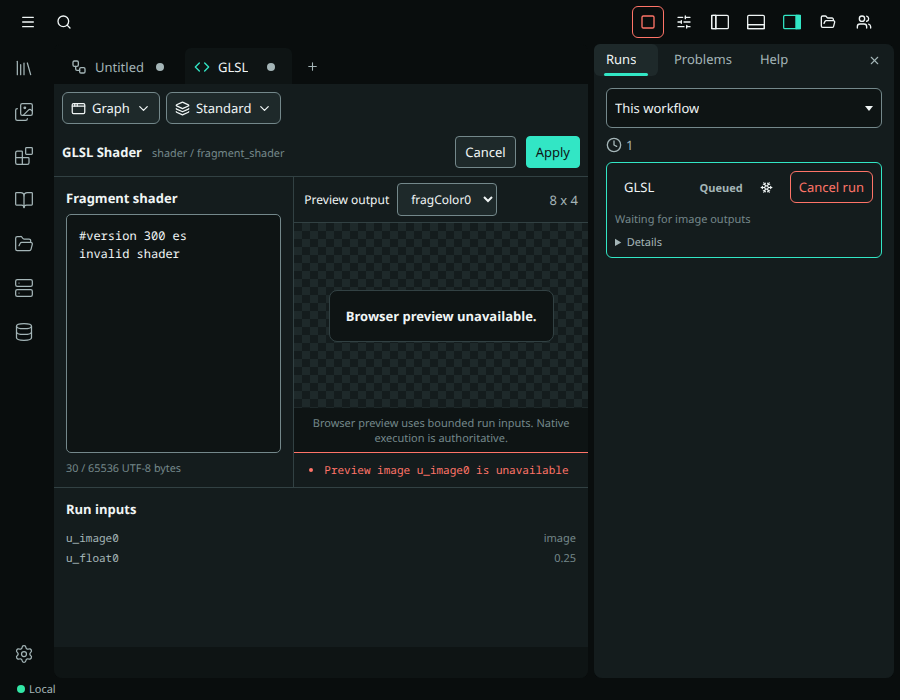 Untitled
GLSL
Graph
Standard
GLSL Shader
shader / fragment_shader
Cancel
Apply
Fragment shader
#version 300 es
invalid shader
30 / 65536 UTF-8 bytes
Preview output
fragColor0
8 x 4
Browser preview unavailable.
Browser preview uses bounded run inputs. Native
execution is authoritative.
• Preview image u_image0 is unavailable
Run inputs
u_image0
image
u_float0
0.25
Runs
Problems
Help
This workflow
1
GLSL
Queued
Cancel run
Waiting for image outputs
Details
Local